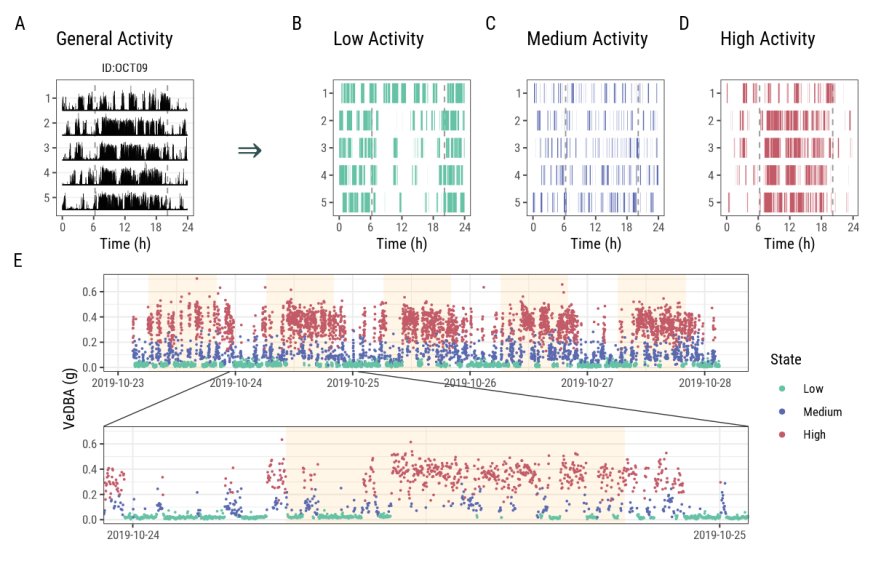 A
B
C
D
General Activity
Low Activity
Medium Activity
High Activity
ID:OCT09
1
2
3
4
5
0 6 12 18 24
Time (h)
1
2
3
4
5
0 6 12 18 24
Time (h)
1
2
3
4
5
0 6 12 18 24
Time (h)
1
2
3
4
5
0 6 12 18 24
Time (h)
⇒
E
VeDBA (g)
0.6
0.4
0.2
0.0
2019-10-23 2019-10-24 2019-10-25 2019-10-26 2019-10-27 2019-10-28
0.6
0.4
0.2
0.0
2019-10-24 2019-10-25
State
Low
Medium
High